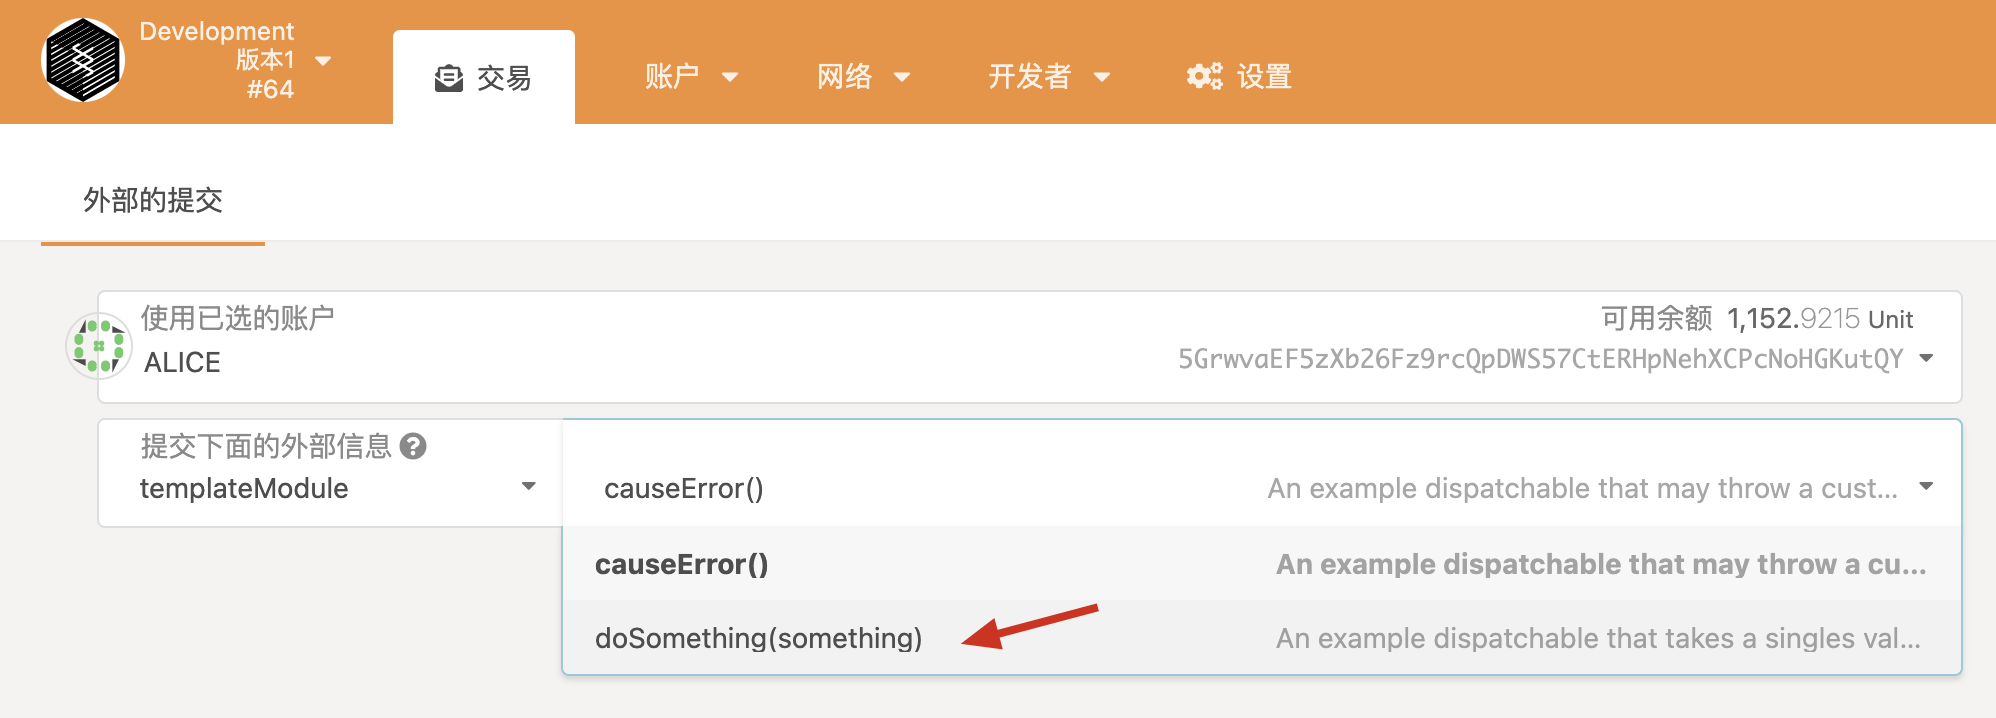 Development
版本1
#64
交易
账户
网络
开发者
设置
外部的提交
使用已选的账户
可用余额 1,152.9215 Unit
ALICE
5GrwvaEF5zXb26Fz9rcQpDWS57CtERHpNehXCPcNoHGKutQY
提交下面的外部信息 ?
templateModule
causeError()
An example dispatchable that may throw a cust...
causeError()
An example dispatchable that may throw a cu...
doSomething(something)
An example dispatchable that takes a singles val...